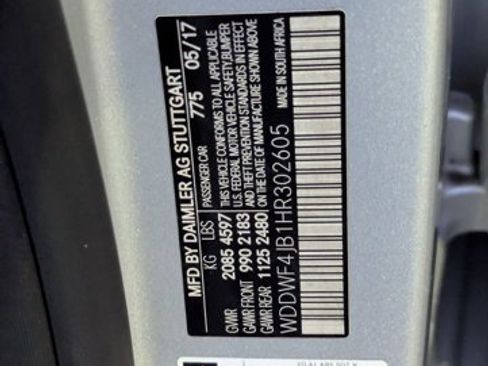 MFD BY DAIMLER AG STUTTGART
PASSENGER CAR 775 05/17
KG LBS
GVWR 2085 4597
GAWR FRONT 990 2183
GAWR REAR 1125 2480
THIS VEHICLE CONFORMS TO ALL APPLICABLE
U.S. FEDERAL MOTOR VEHICLE SAFETY, BUMPER
AND THEFT PREVENTION STANDARDS IN EFFECT
ON THE DATE OF MANUFACTURE SHOWN ABOVE
WDDWF4JB1HR302605
MADE IN SOUTH AFRICA